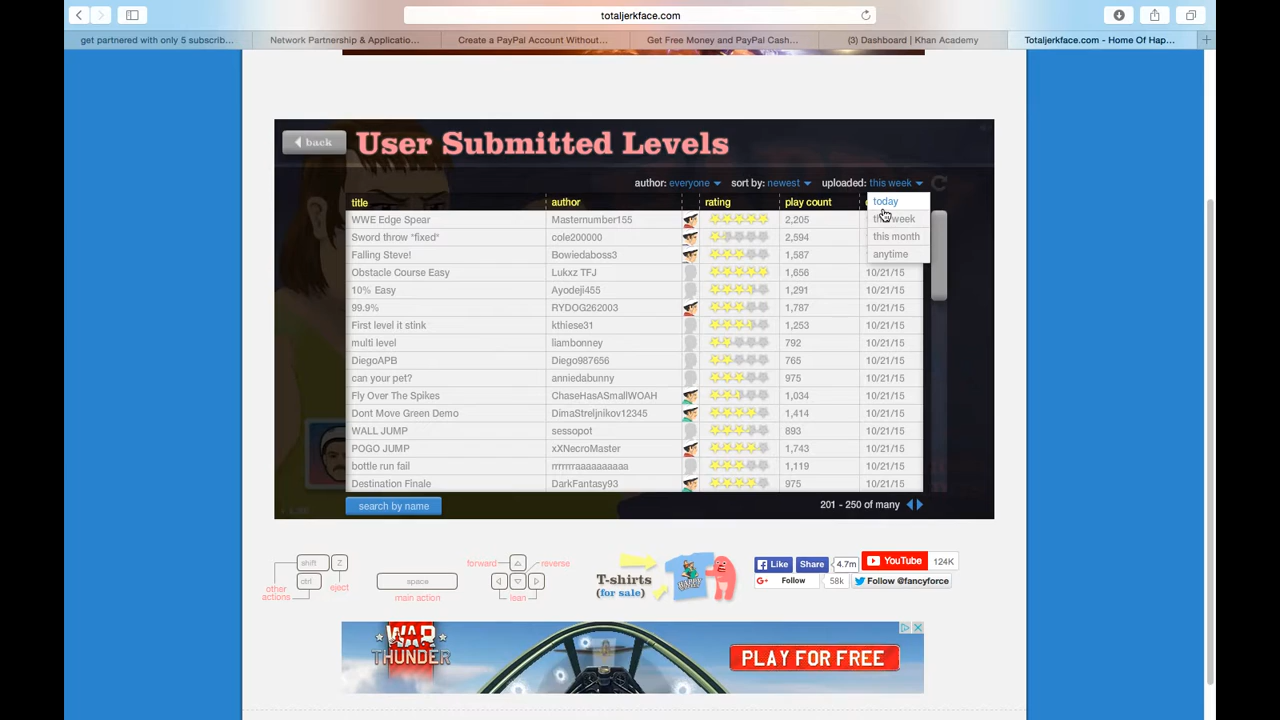 totaljerkface.com
get partnered with only 5 subscrib...
Network Partnership & Applicatio...
Create a PayPal Account Without...
Get Free Money and PayPal Cash...
(3) Dashboard | Khan Academy
Totaljerkface.com - Home Of Hap...
back
User Submitted Levels
author: everyone sort by: newest uploaded: this week
title author rating play count
today
this week
this month
anytime
WWE Edge Spear Masternumber155 2,205
Sword throw *fixed* cole200000 2,594
Falling Steve! Bowiedaboss3 1,587
Obstacle Course Easy Lukxz TFJ 1,656 10/21/15
10% Easy Ayodeji455 1,291 10/21/15
99.9% RYDOG262003 1,787 10/21/15
First level it stink kthiese31 1,253 10/21/15
multi level liambonney 792 10/21/15
DiegoAPB Diego987656 765 10/21/15
can your pet? anniedabunny 975 10/21/15
Fly Over The Spikes ChaseHasASmallWOAH 1,034 10/21/15
Dont Move Green Demo DimaStreljnikov12345 1,414 10/21/15
WALL JUMP sessopot 893 10/21/15
POGO JUMP xXNecroMaster 1,743 10/21/15
bottle run fail rrrrrraaaaaaaaa 1,119 10/21/15
Destination Finale DarkFantasy93 975 10/21/15
search by name
201 - 250 of many
shift Z
ctrl
other actions
eject
space
main action
forward
reverse
lean
T-shirts
(for sale)
Like Share 4.7m
YouTube 124K
Follow 58k
Follow @fancyforce
WAR
THUNDER
PLAY FOR FREE